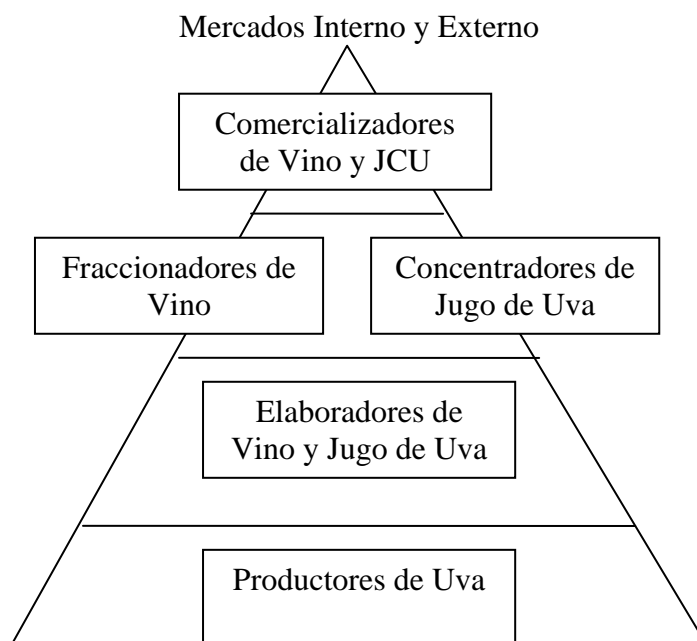 Mercados Interno y Externo
Comercializadores
de Vino y JCU
Fraccionadores de
Vino
Concentradores de
Jugo de Uva
Elaboradores de
Vino y Jugo de Uva
Productores de Uva